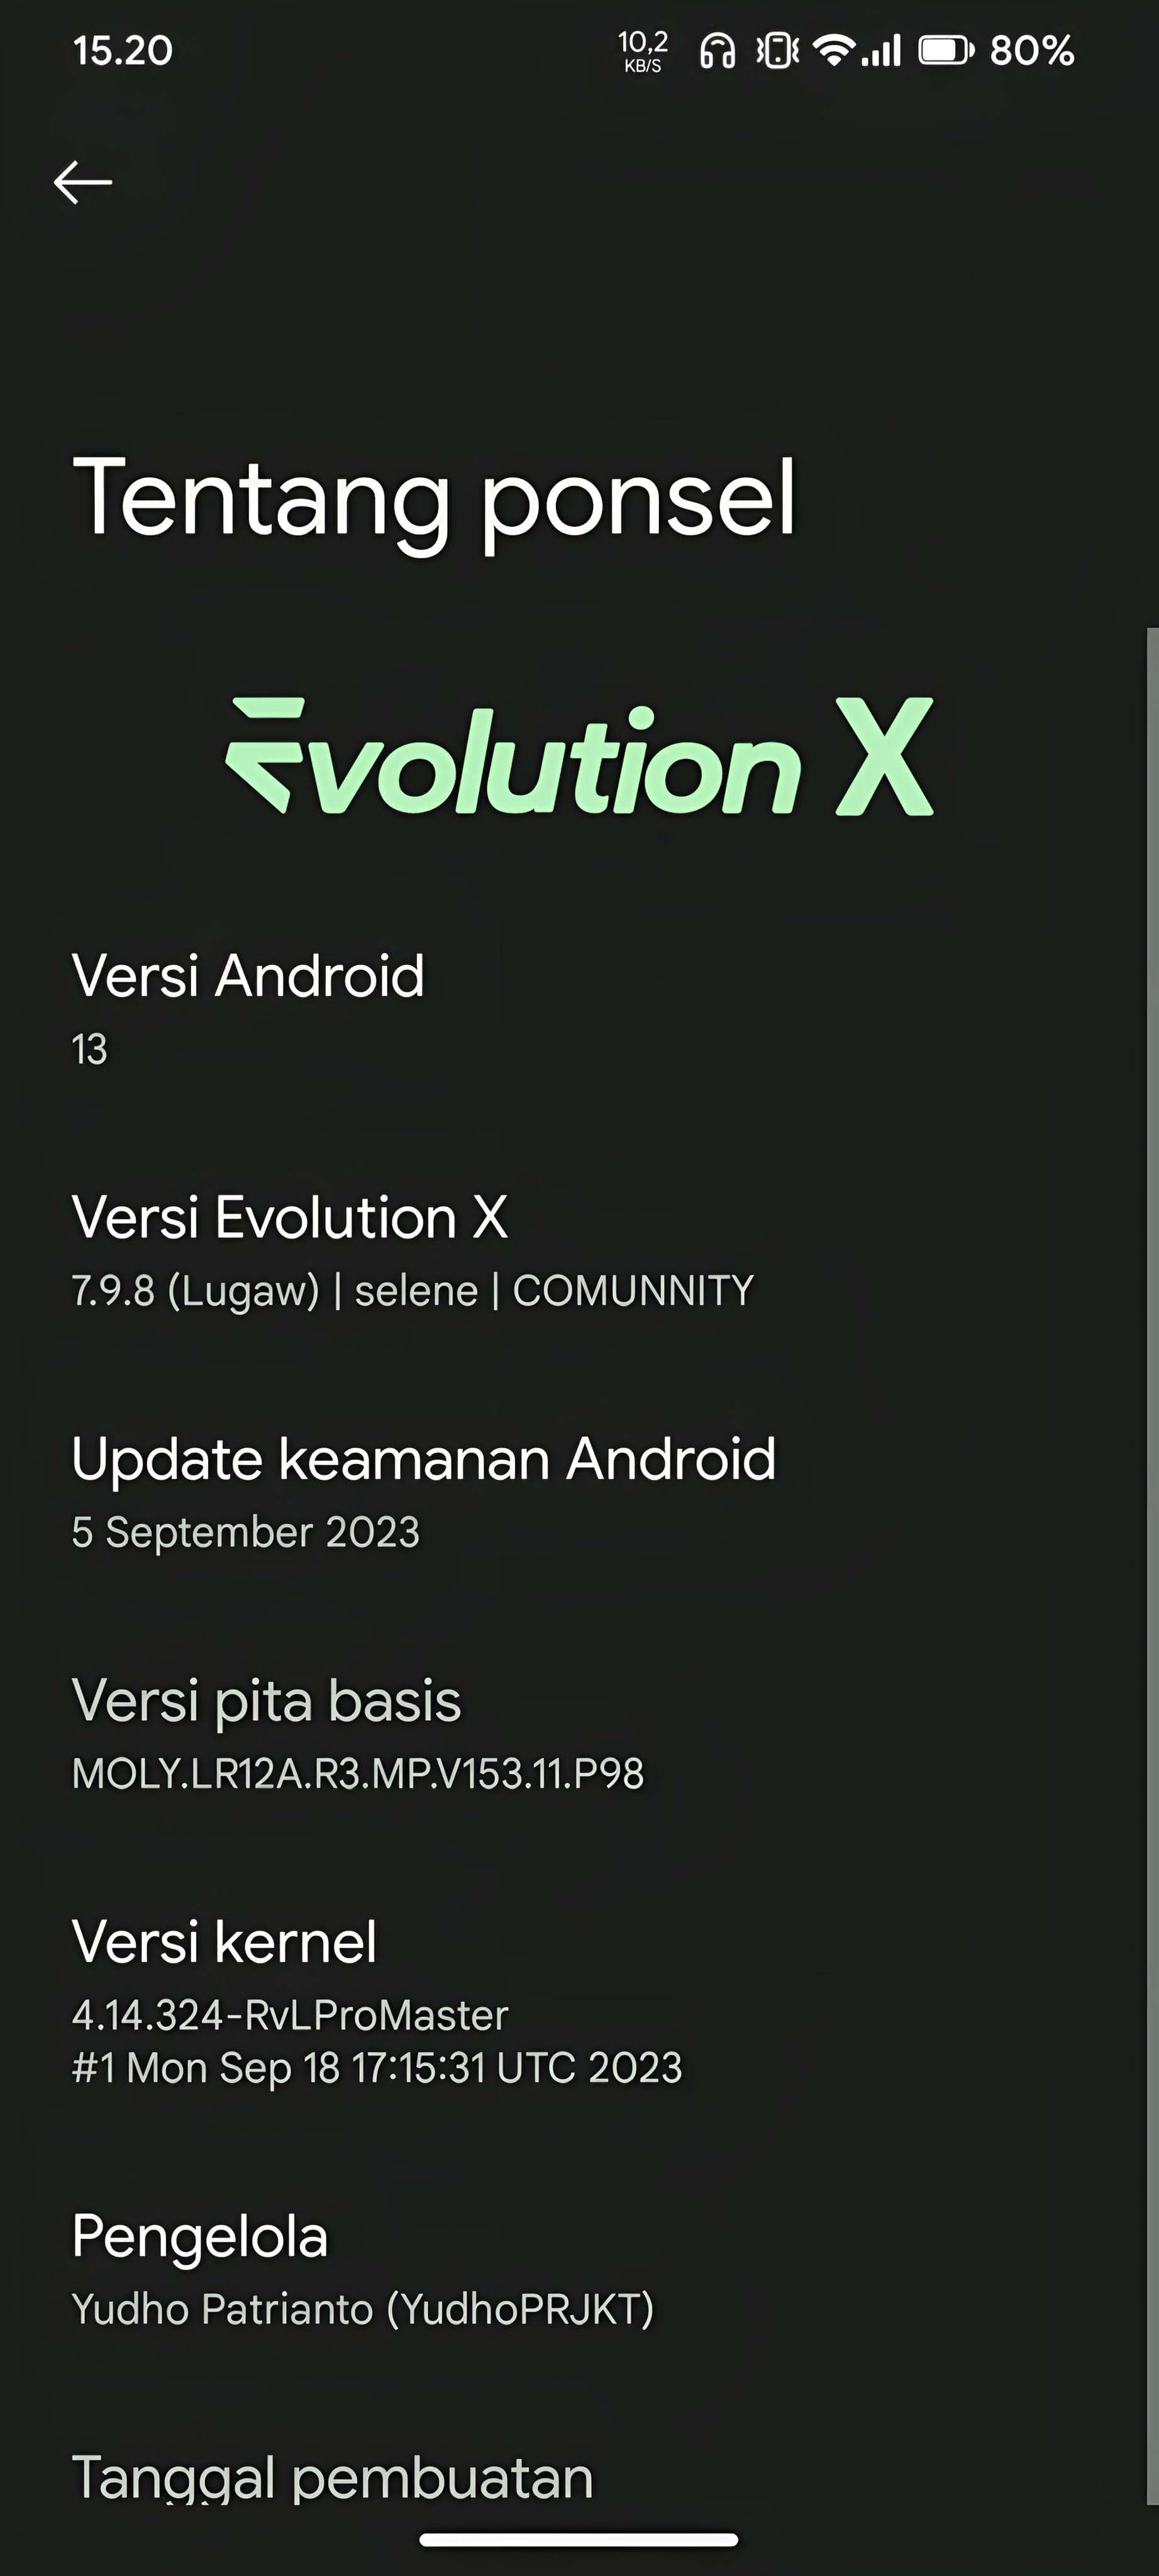 15.20
10,2
KB/S
80%
Tentang ponsel
Evolution X
Versi Android
13
Versi Evolution X
7.9.8 (Lugaw) | selene | COMUNNITY
Update keamanan Android
5 September 2023
Versi pita basis
MOLY.LR12A.R3.MP.V153.11.P98
Versi kernel
4.14.324-RvLProMaster
#1 Mon Sep 18 17:15:31 UTC 2023
Pengelola
Yudho Patrianto (YudhoPRJKT)
Tanggal pembuatan